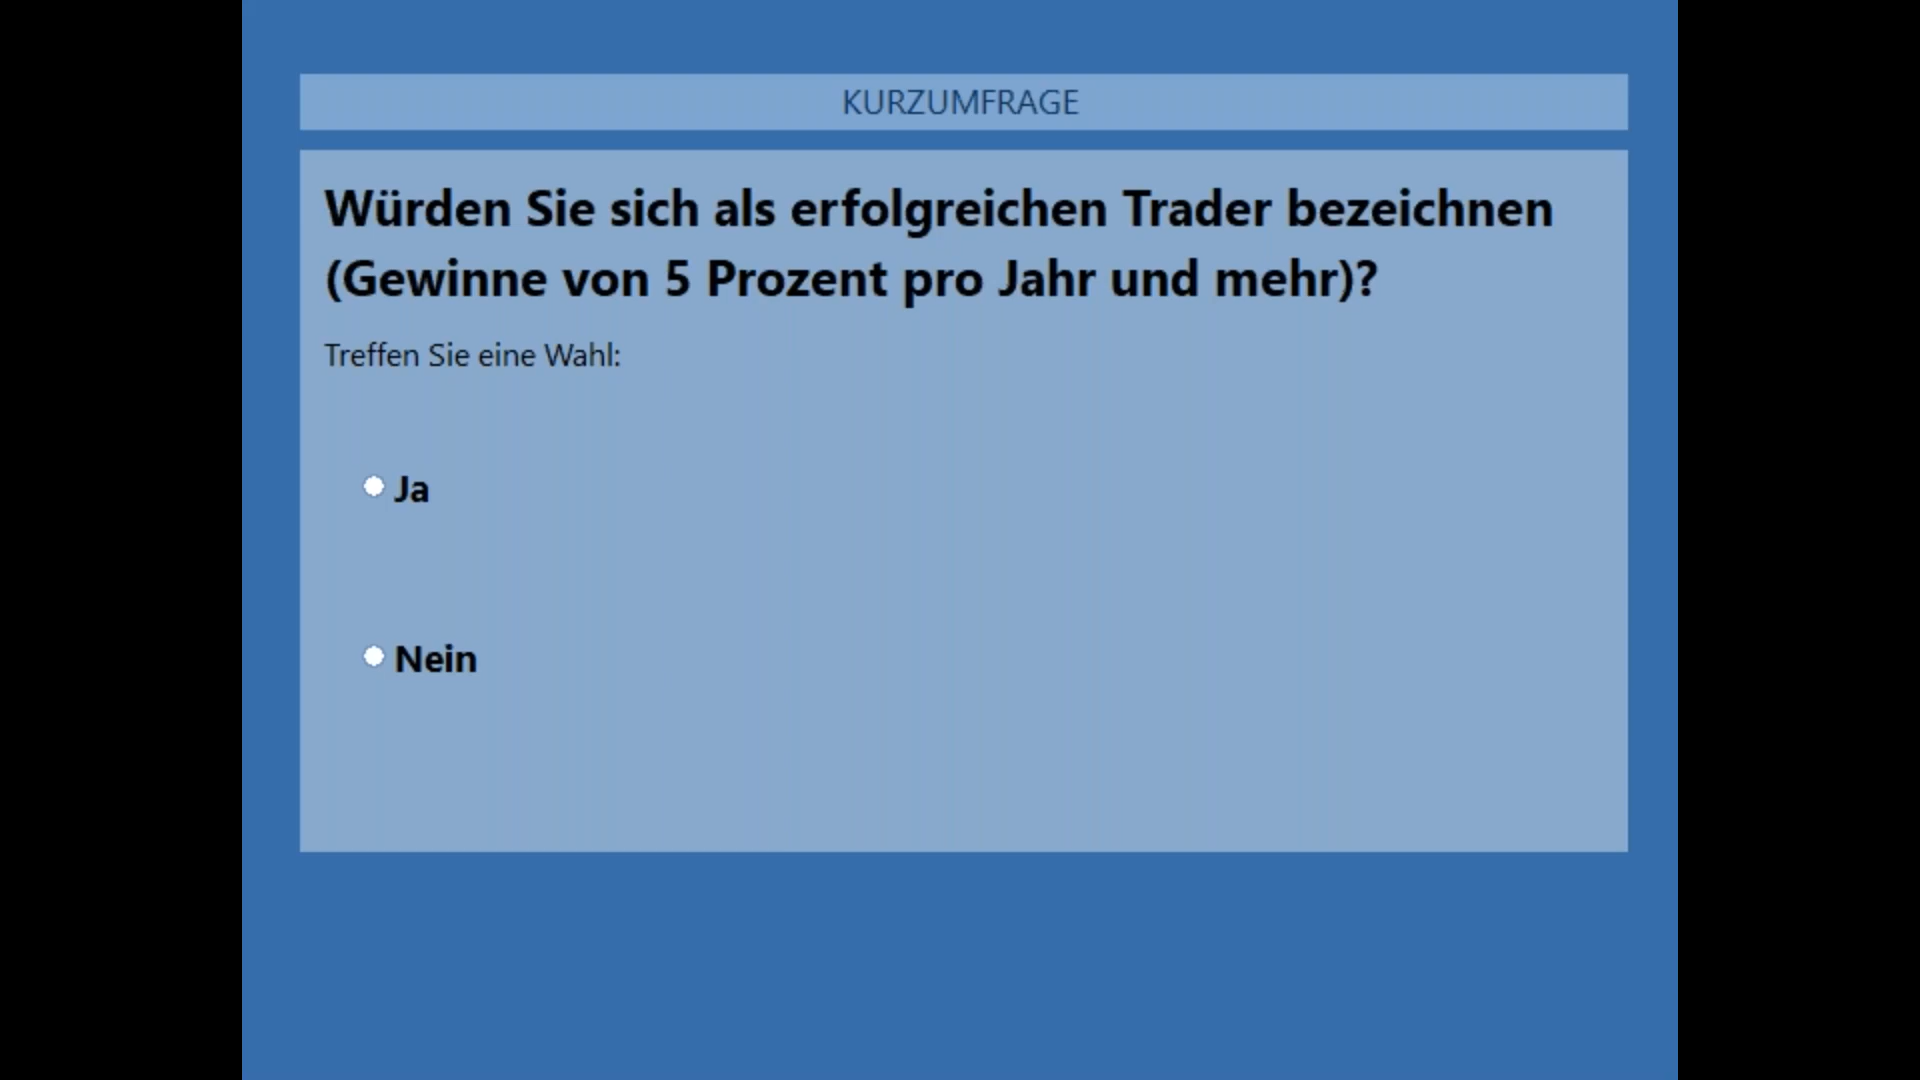 KURZUMFRAGE
Würden Sie sich als erfolgreichen Trader bezeichnen
(Gewinne von 5 Prozent pro Jahr und mehr)?
Treffen Sie eine Wahl:
Ja
Nein